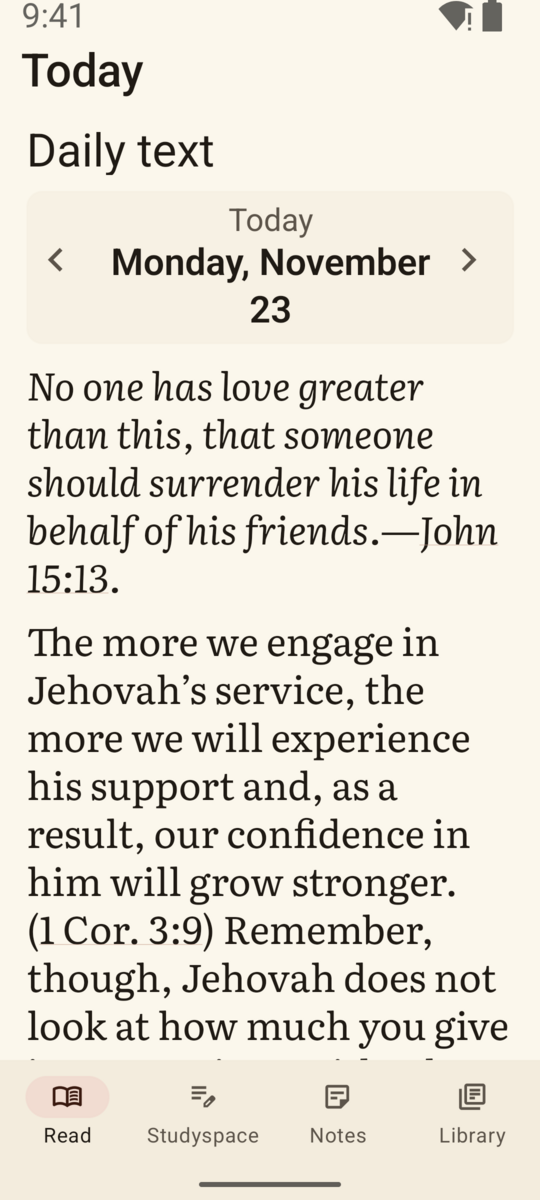 9:41
Today
Daily text
Today
Monday, November
23
No one has love greater
than this, that someone
should surrender his life in
behalf of his friends.—John
15:13.
The more we engage in
Jehovah’s service, the
more we will experience
his support and, as a
result, our confidence in
him will grow stronger.
(1 Cor. 3:9) Remember,
though, Jehovah does not
look at how much you give
Read
Studyspace
Notes
Library